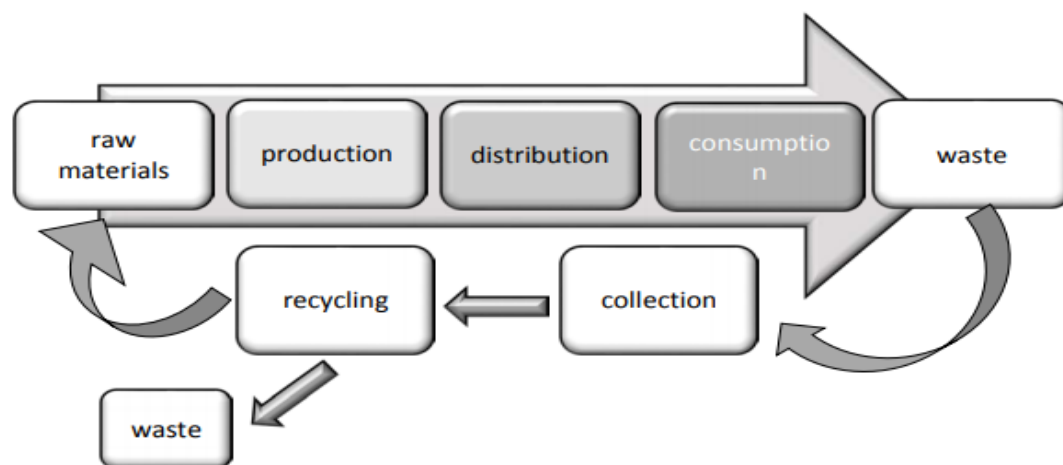 raw
materials
production
distribution
consumptio
n
waste
recycling
collection
waste